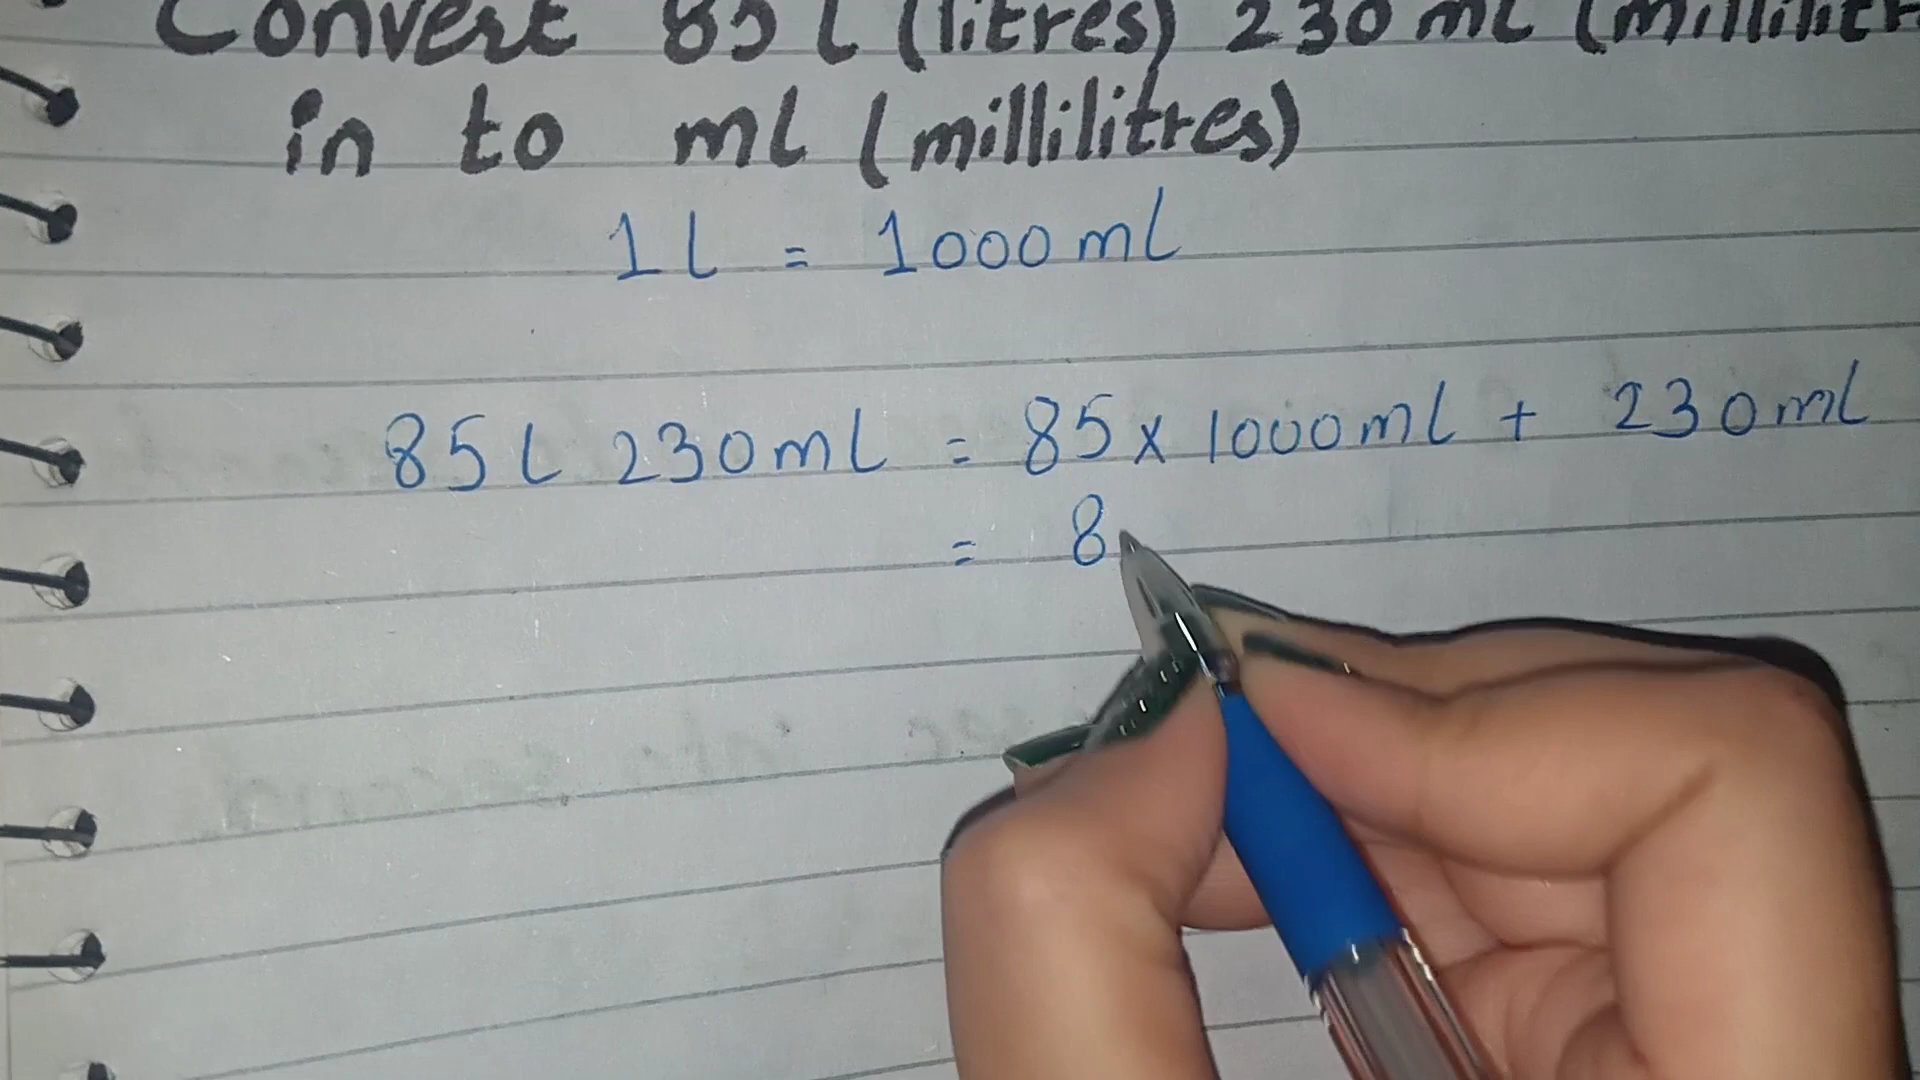 Convert 85 l (litres) 230 ml (millilitr
in to ml (millilitres)
1 l = 1000 ml
85 l 230 ml = 85 x 1000 ml + 230 ml
= 8